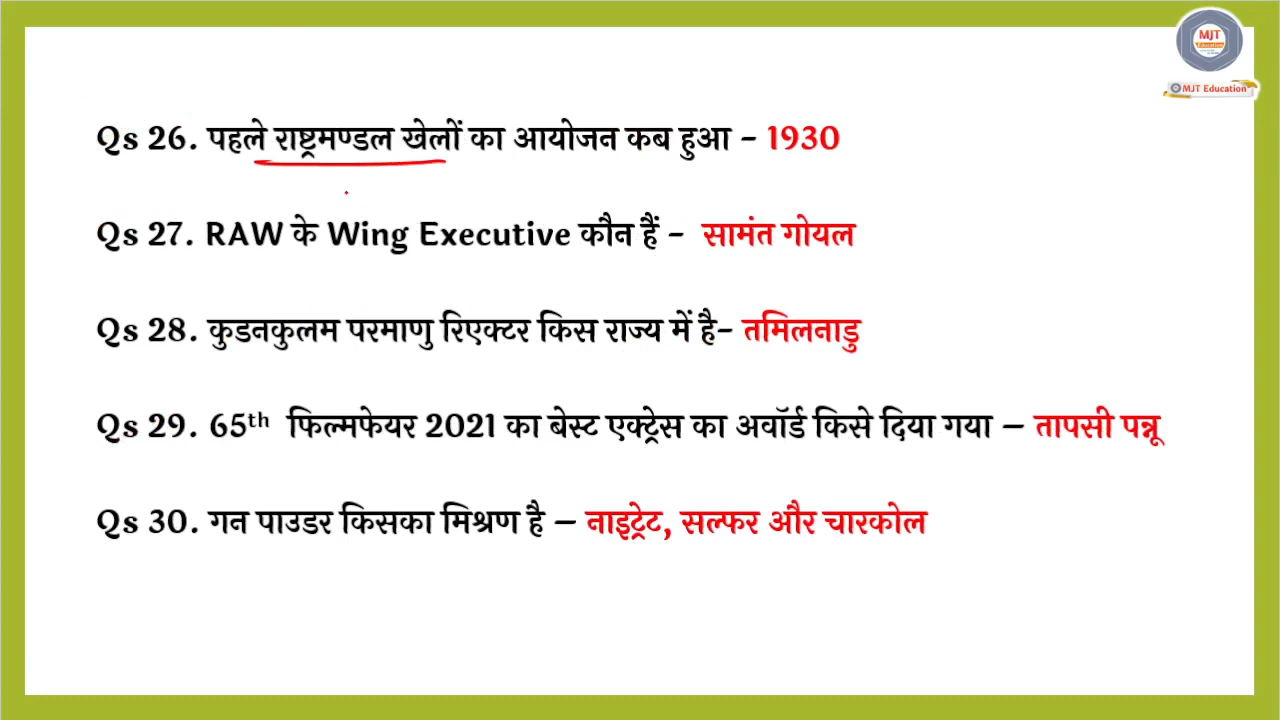 MJT
Education
MJT Education
Qs 26. पहले राष्ट्रमण्डल खेलों का आयोजन कब हुआ – 1930
Qs 27. RAW के Wing Executive कौन हैं – सामंत गोयल
Qs 28. कुडनकुलम परमाणु रिएक्टर किस राज्य में है– तमिलनाडु
Qs 29. 65th फिल्मफेयर 2021 का बेस्ट एक्ट्रेस का अवॉर्ड किसे दिया गया – तापसी पन्नू
Qs 30. गन पाउडर किसका मिश्रण है – नाइट्रेट, सल्फर और चारकोल